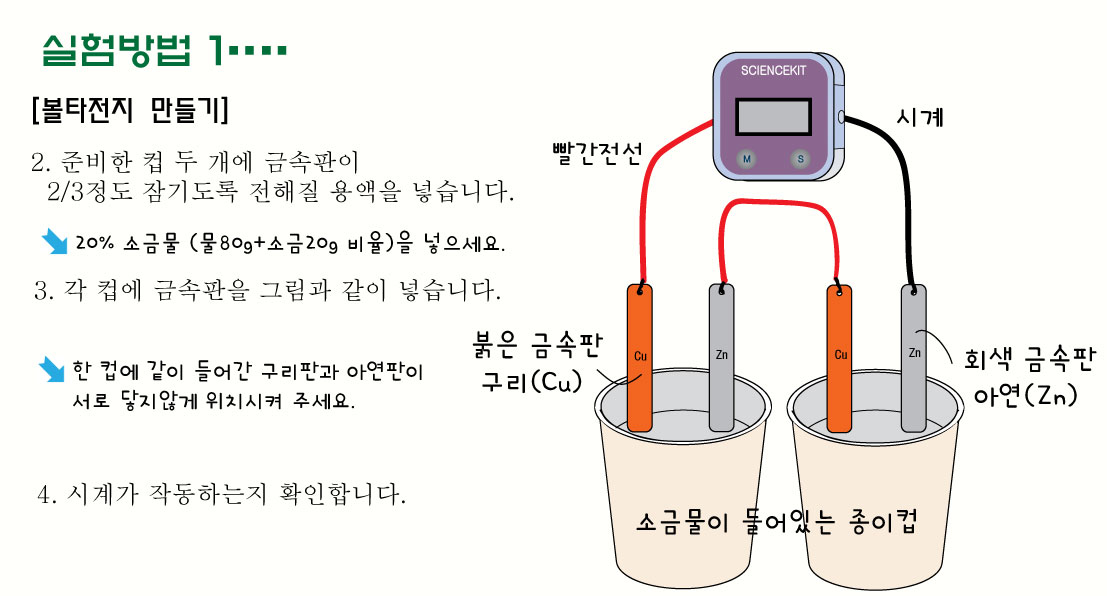 실험방법 1····
[볼타전지 만들기]
2. 준비한 컵 두 개에 금속판이
2/3정도 잠기도록 전해질 용액을 넣습니다.
20% 소금물 (물80g+소금20g 비율)을 넣으세요.
3. 각 컵에 금속판을 그림과 같이 넣습니다.
한 컵에 같이 들어간 구리판과 아연판이
서로 닿지않게 위치시켜 주세요.
4. 시계가 작동하는지 확인합니다.
SCIENCEKIT
M S
시계
빨간전선
붉은 금속판
구리(Cu)
Cu
Zn
Cu
Zn
회색 금속판
아연(Zn)
소금물이 들어있는 종이컵